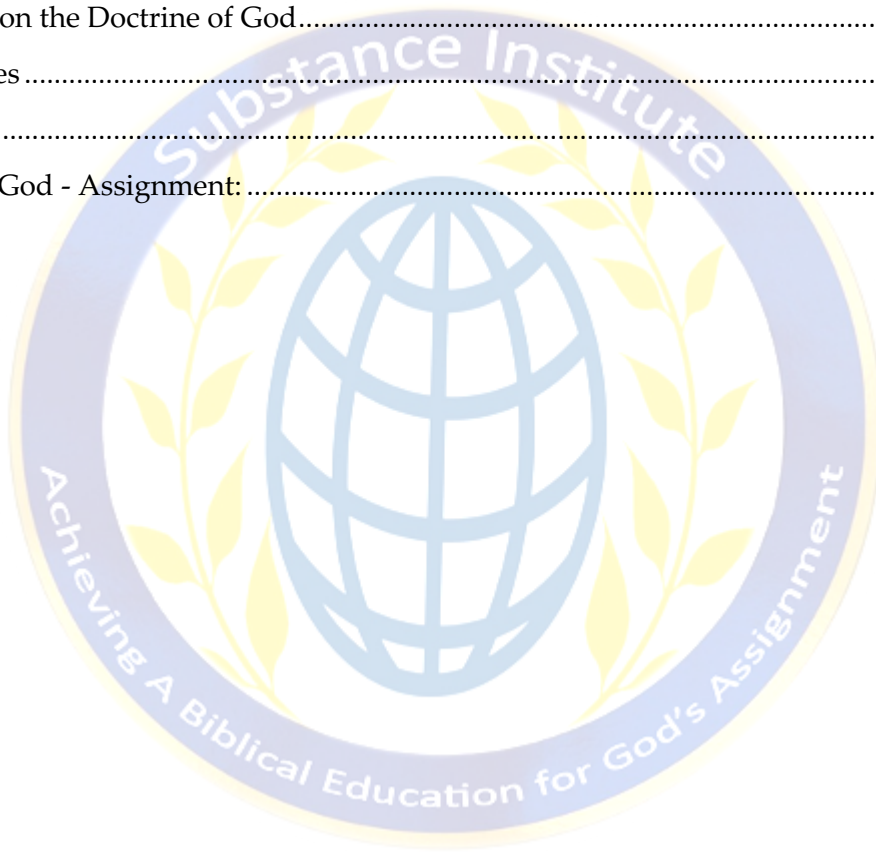 on the Doctrine of God............................................................................................
es............................................................................................................................
................................................................................................................................
God - Assignment:....................................................................................................
Substance Institute
Achieving A Biblical Education for God's Assignment